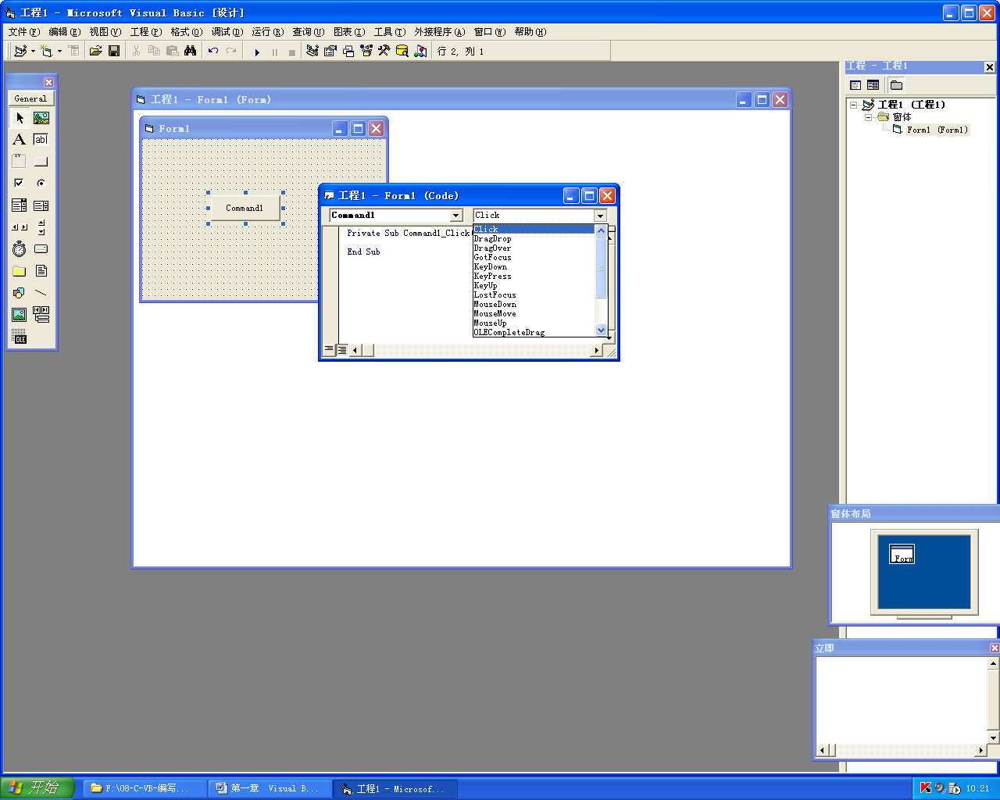 工程1 - Microsoft Visual Basic [设计]
文件(F) 编辑(E) 视图(V) 工程(P) 格式(O) 调试(D) 运行(R) 查询(U) 图表(I) 工具(T) 外接程序(A) 窗口(W) 帮助(H)
行 2, 列 1
General
A
ab|
xy
OLE
工程1 - Form1 (Form)
Form1
Command1
工程1 - Form1 (Code)
Command1
Click
Private Sub Command1_Click
End Sub
Click
DragDrop
DragOver
GotFocus
KeyDown
KeyPress
KeyUp
LostFocus
MouseDown
MouseMove
MouseUp
OLECompleteDrag
工程 - 工程1
工程1 (工程1)
窗体
Form1 (Form1)
窗体布局
Form
立即
开始
F:\08-C-VB-编写...
第一章 Visual B...
工程1 - Microsof...
10:21